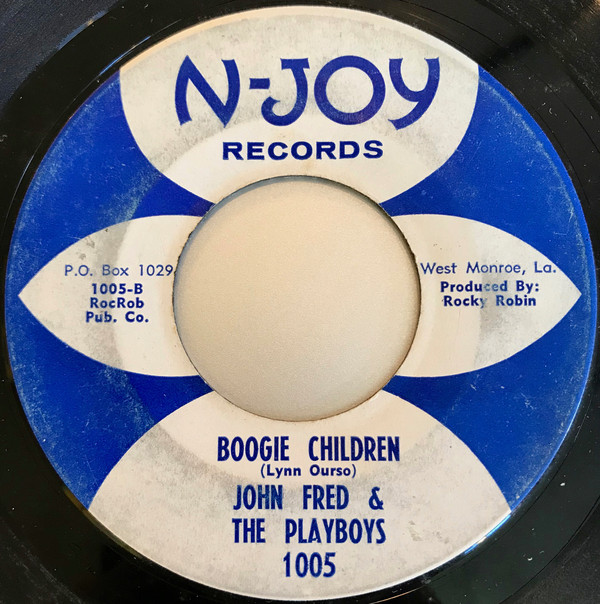 N-JOY
RECORDS
P.O. Box 1029
1005-B
RocRob
Pub. Co.
West Monroe, La.
Produced By:
Rocky Robin
BOOGIE CHILDREN
(Lynn Ourso)
JOHN FRED &
THE PLAYBOYS
1005